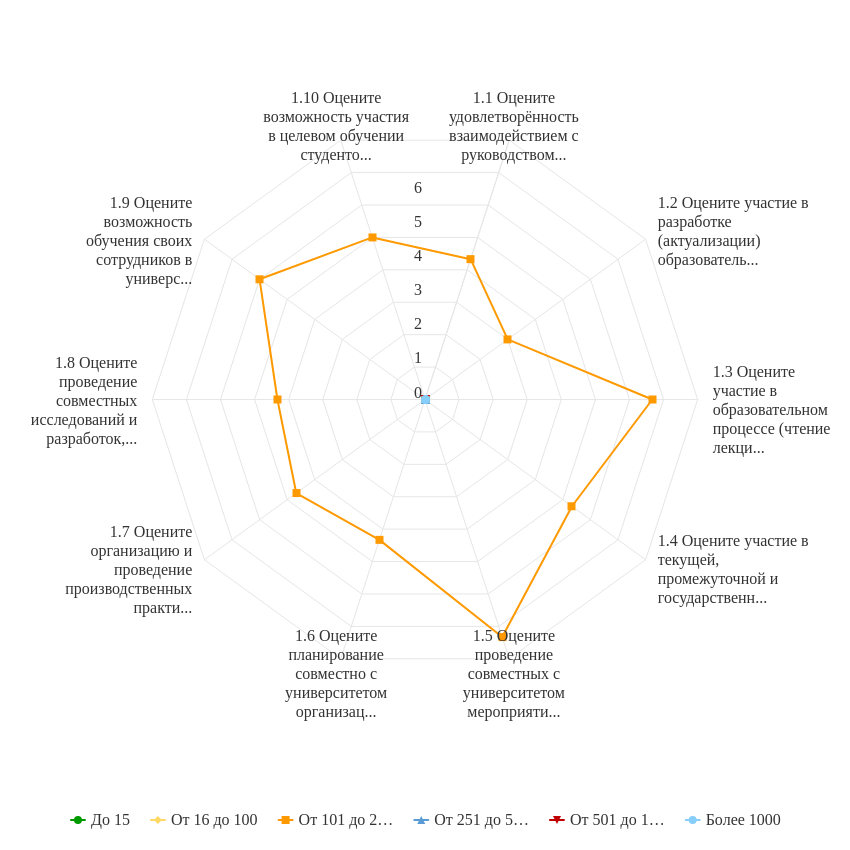 1.10 Оцените
возможность участия
в целевом обучении
студенто...
1.1 Оцените
удовлетворённость
взаимодействием с
руководством...
1.9 Оцените
возможность
обучения своих
сотрудников в
универс...
1.2 Оцените участие в
разработке
(актуализации)
образователь...
6
5
4
3
2
1
0
1.8 Оцените
проведение
совместных
исследований и
разработок,...
1.3 Оцените
участие в
образовательном
процессе (чтение
лекци...
1.7 Оцените
организацию и
проведение
производственных
практи...
1.4 Оцените участие в
текущей,
промежуточной и
государственн...
1.6 Оцените
планирование
совместно с
университетом
организац...
1.5 Оцените
проведение
совместных с
университетом
мероприяти...
До 15
От 16 до 100
От 101 до 2…
От 251 до 5…
От 501 до 1…
Более 1000